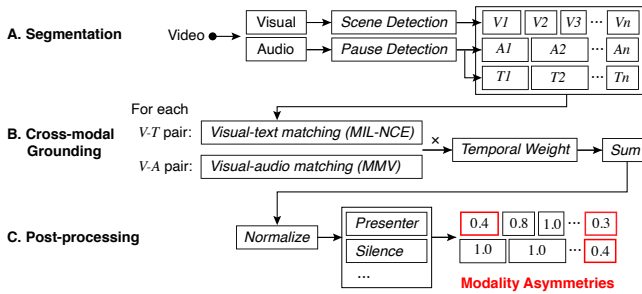 A. Segmentation
Video
Visual
Scene Detection
V1 V2 V3 ... Vn
Audio
Pause Detection
A1 A2 ... An
T1 T2 ... Tn
For each
B. Cross-modal
Grounding
V-T pair:
Visual-text matching (MIL-NCE)
V-A pair:
Visual-audio matching (MMV)
×
Temporal Weight
Sum
C. Post-processing
Normalize
Presenter
Silence
...
0.4 0.8 1.0 ... 0.3
1.0 1.0 ... 0.4
Modality Asymmetries